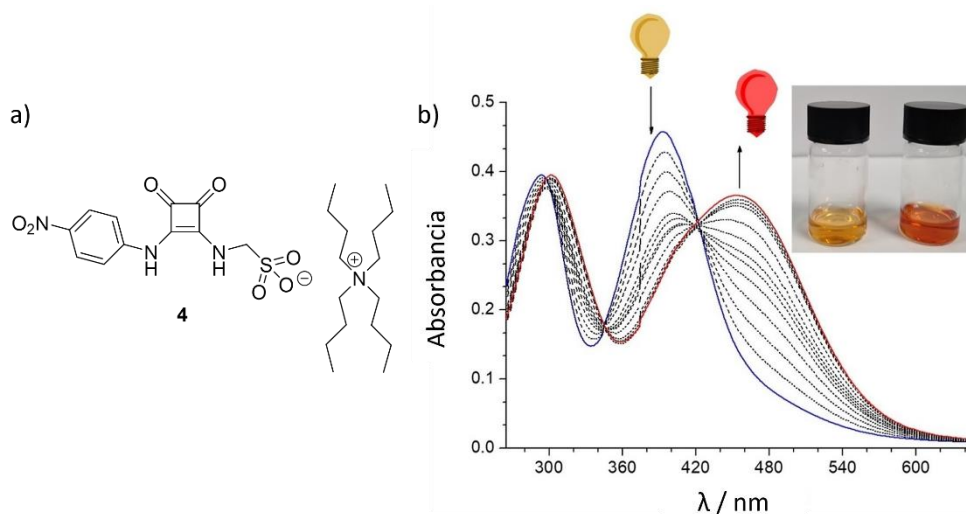 a)
O O
O₂N
N
H
N
H
S
O
O
O ⊖
4
N
+
b)
Absorbancia
0.5
0.4
0.3
0.2
0.1
0.0
300 360 420 480 540 600
λ / nm